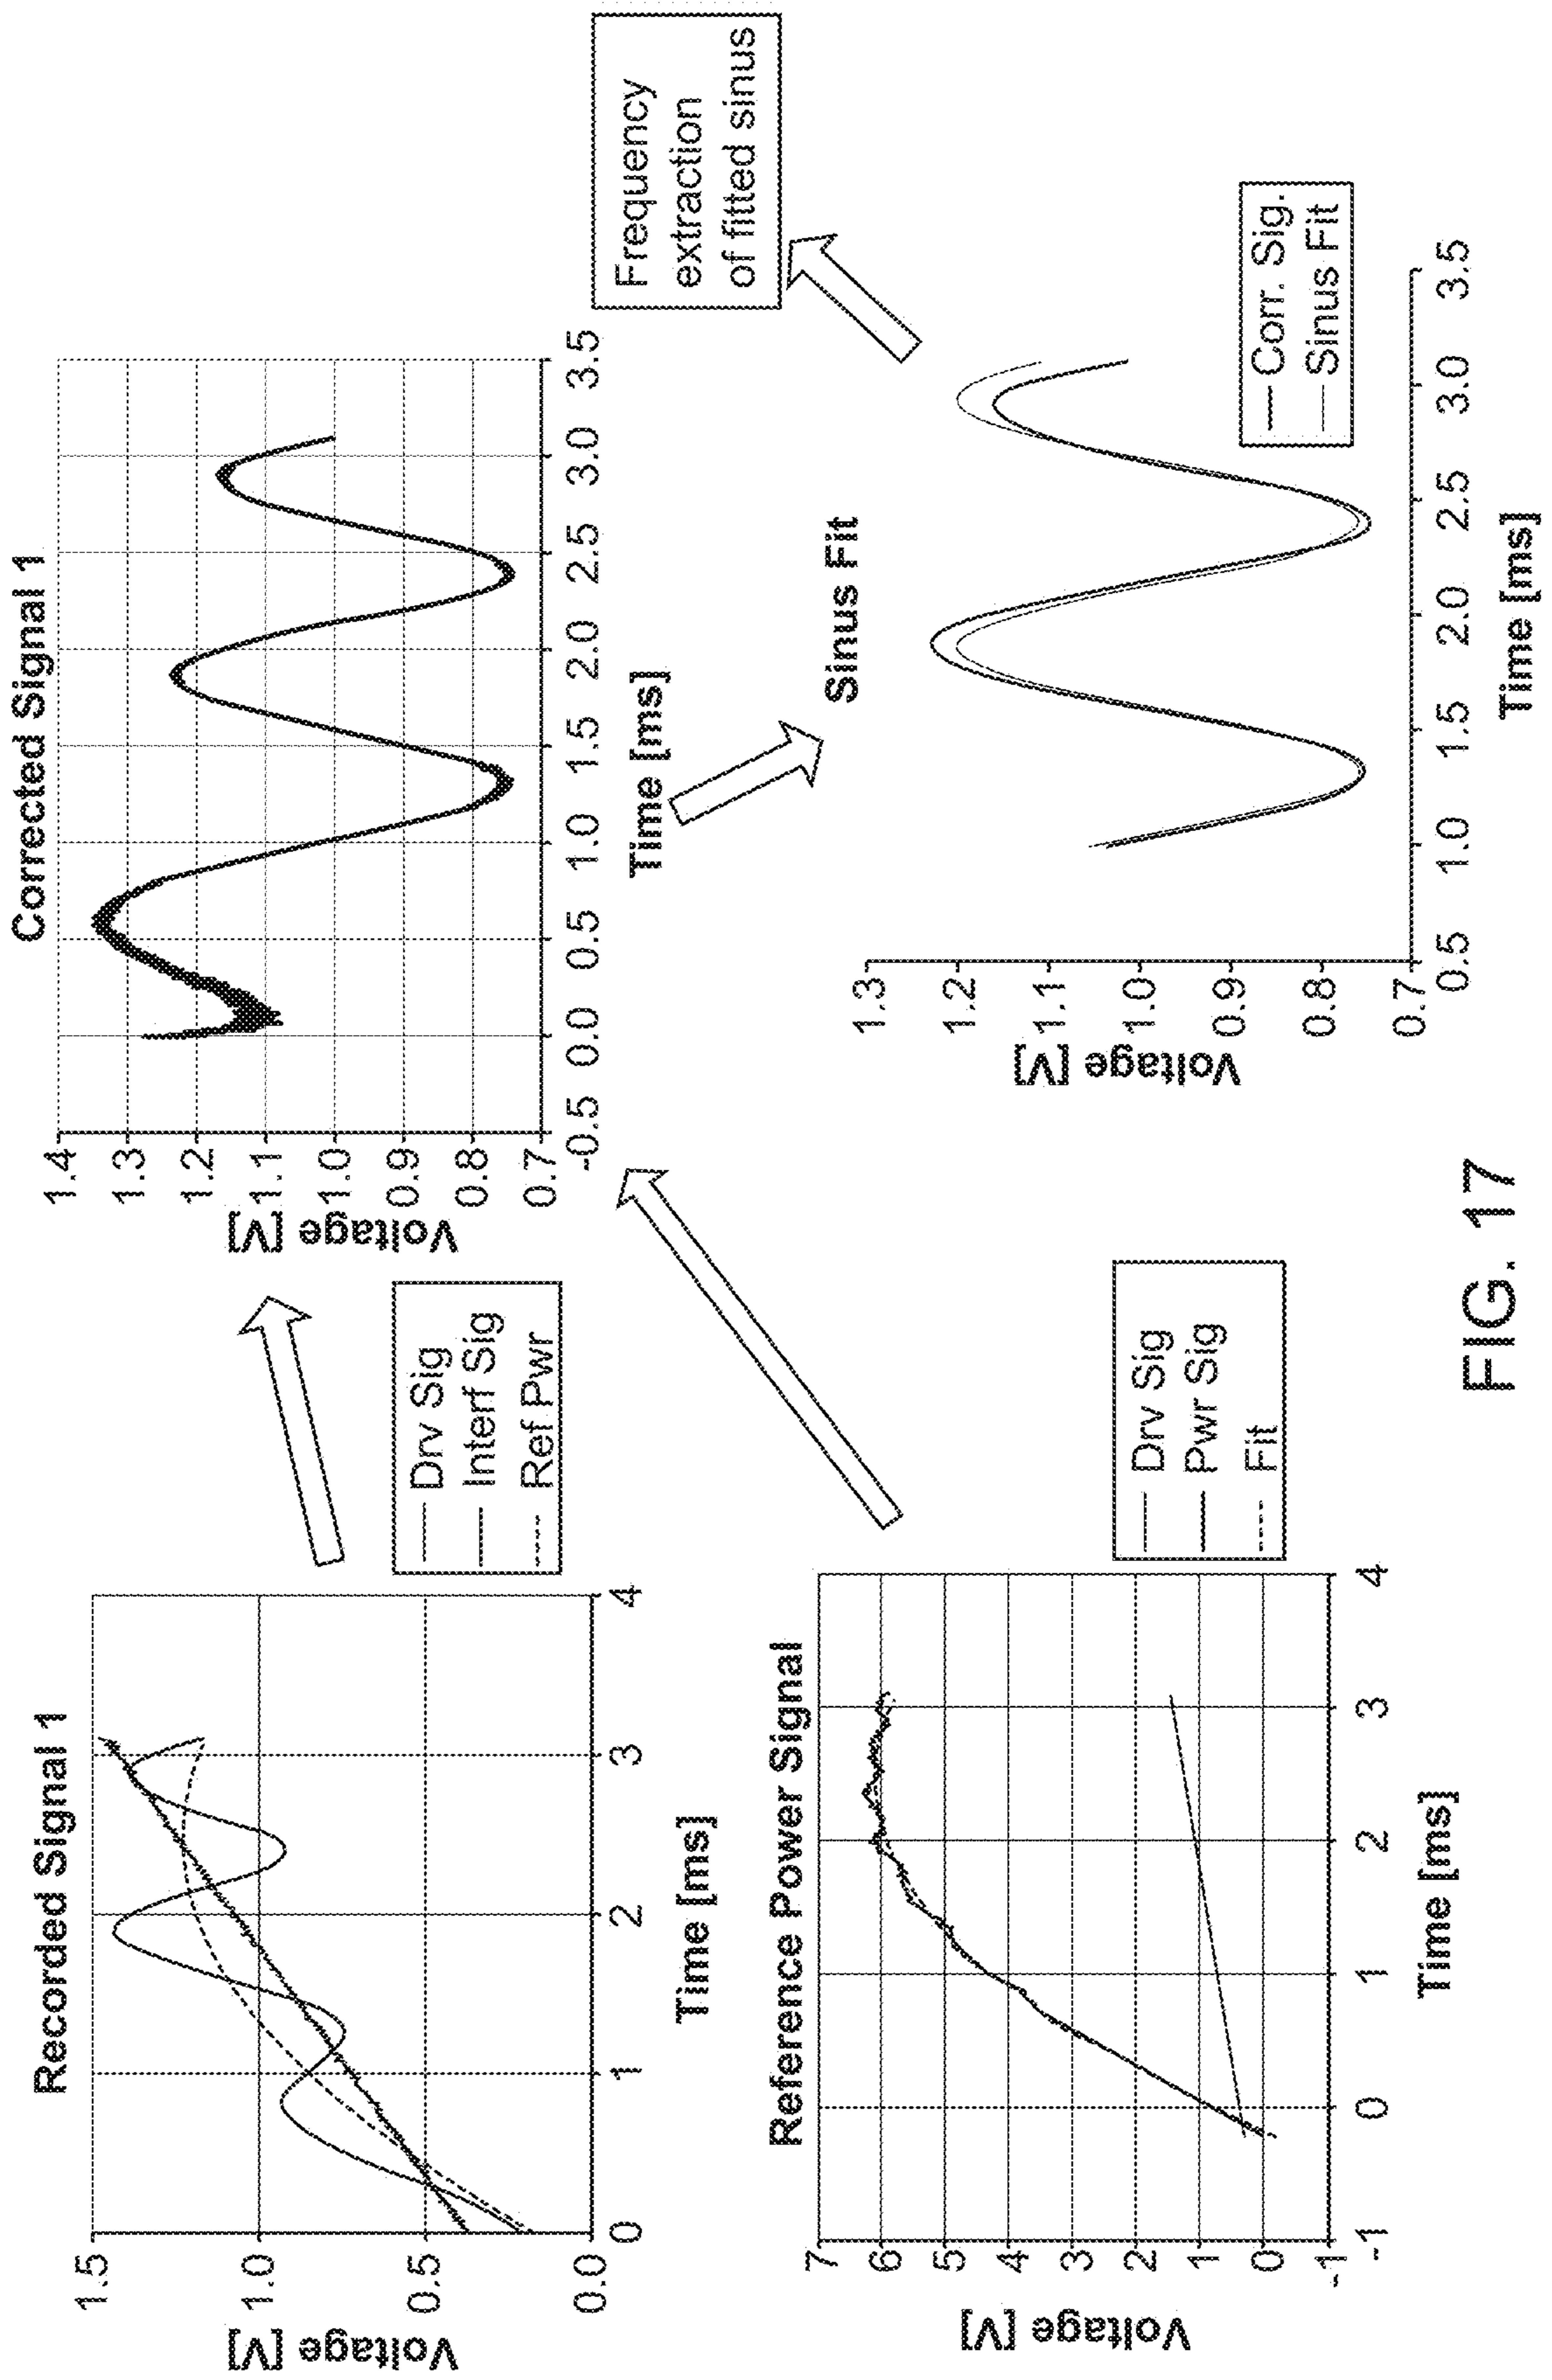 Recorded Signal 1
Voltage [V]
1.5
1.0
0.5
0.0
0
1
2
3
4
Time [ms]
Drv Sig
Interf Sig
Ref Pwr
Corrected Signal 1
Voltage [V]
1.4
1.3
1.2
1.1
1.0
0.9
0.8
0.7
-0.5
0.0
0.5
1.0
1.5
2.0
2.5
3.0
3.5
Time [ms]
Reference Power Signal
Voltage [V]
7
6
5
4
3
2
1
0
-1
-1
0
1
2
3
4
Time [ms]
Drv Sig
Pwr Sig
Fit
Sinus Fit
Voltage [V]
1.3
1.2
1.1
1.0
0.9
0.8
0.7
0.5
1.0
1.5
2.0
2.5
3.0
3.5
Time [ms]
Corr. Sig.
Sinus Fit
Frequency
extraction
of fitted sinus
FIG. 17